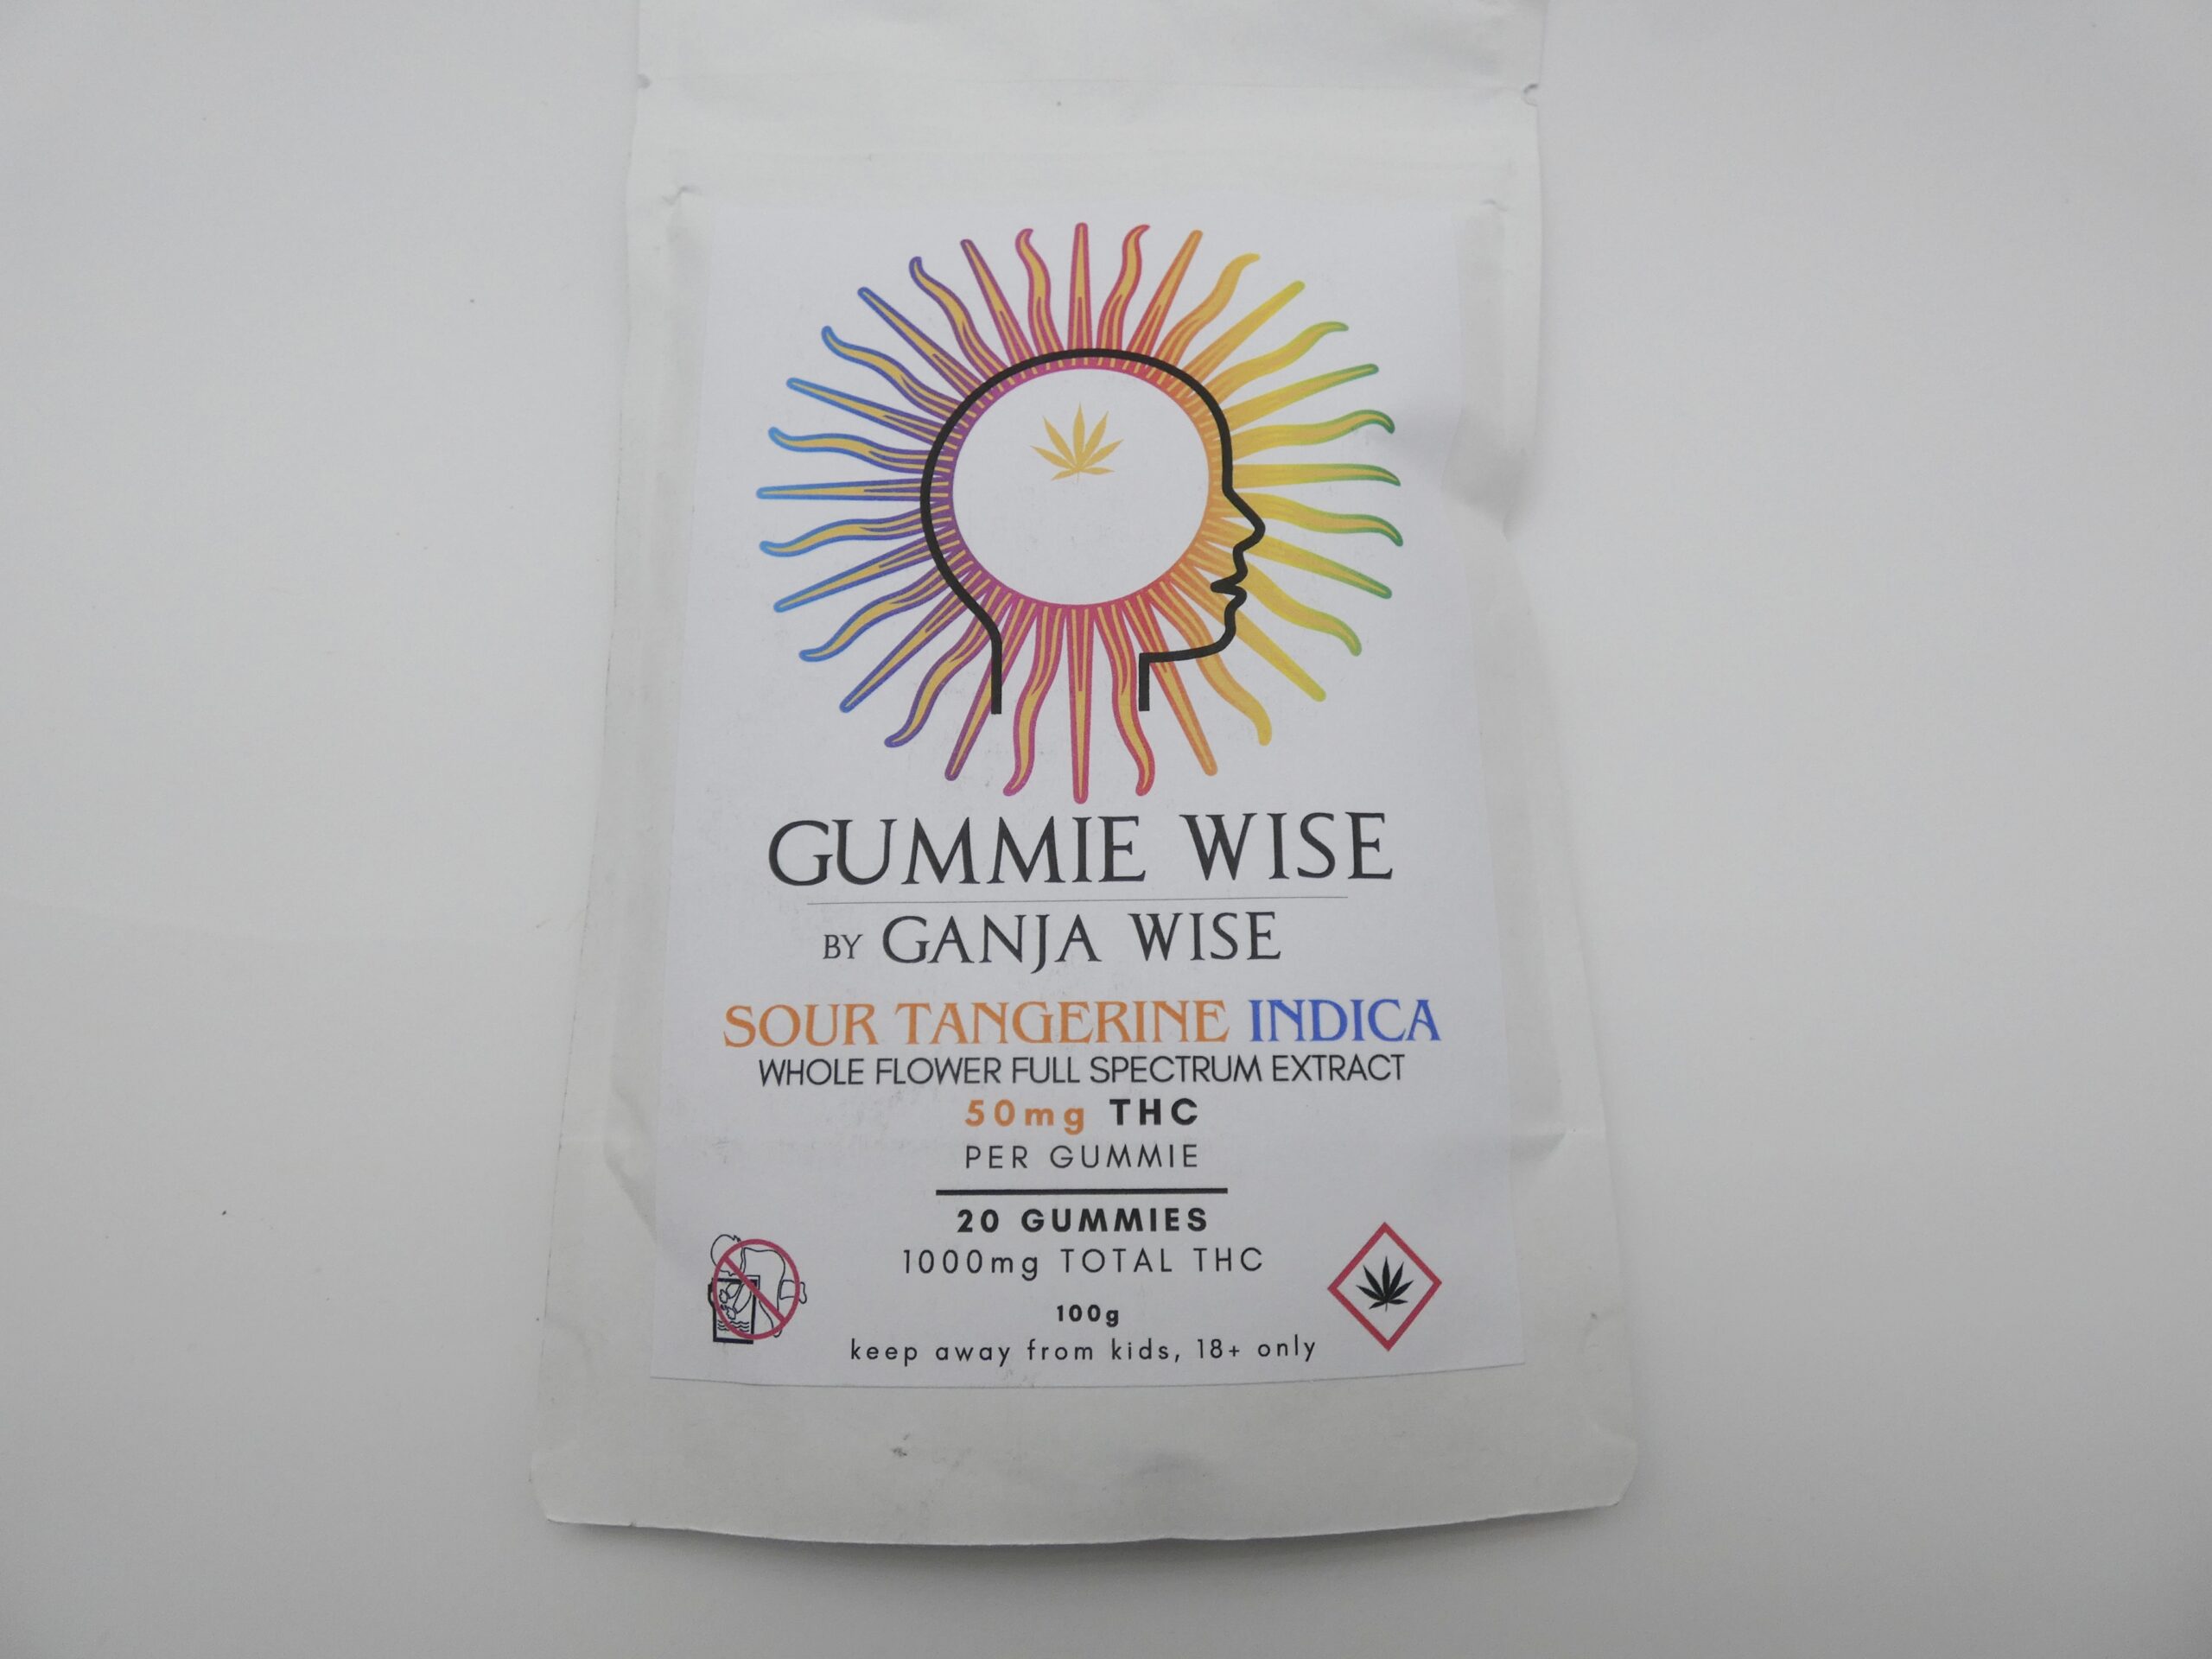 GUMMIE WISE
BY GANJA WISE
SOUR TANGERINE INDICA
WHOLE FLOWER FULL SPECTRUM EXTRACT
50mg THC
PER GUMMIE
20 GUMMIES
1000mg TOTAL THC
100g
keep away from kids, 18+ only